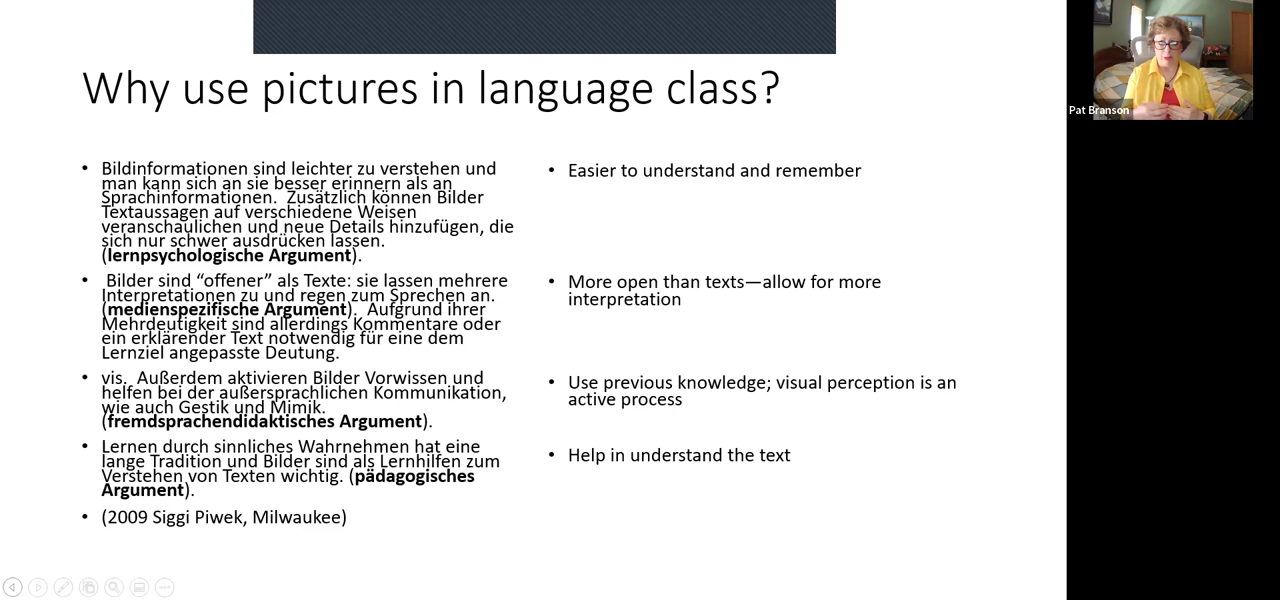 Why use pictures in language class?
• Bildinformationen sind leichter zu verstehen und
man kann sich an sie besser erinnern als an
Sprachinformationen.  Zusätzlich können Bilder
Textaussagen auf verschiedene Weisen
veranschaulichen und neue Details hinzufügen, die
sich nur schwer ausdrücken lassen.
(lernpsychologische Argument).
• Bilder sind “offener” als Texte: sie lassen mehrere
Interpretationen zu und regen zum Sprechen an.
(medienspezifische Argument).  Aufgrund ihrer
Mehrdeutigkeit sind allerdings Kommentare oder
ein erklärender Text notwendig für eine dem
Lernziel angepasste Deutung.
• vis.  Außerdem aktivieren Bilder Vorwissen und
helfen bei der außersprachlichen Kommunikation,
wie auch Gestik und Mimik.
(fremdsprachendidaktisches Argument).
• Lernen durch sinnliches Wahrnehmen hat eine
lange Tradition und Bilder sind als Lernhilfen zum
Verstehen von Texten wichtig. (pädagogisches
Argument).
• (2009 Siggi Piwek, Milwaukee)
• Easier to understand and remember
• More open than texts—allow for more
interpretation
• Use previous knowledge; visual perception is an
active process
• Help in understand the text
Pat Branson